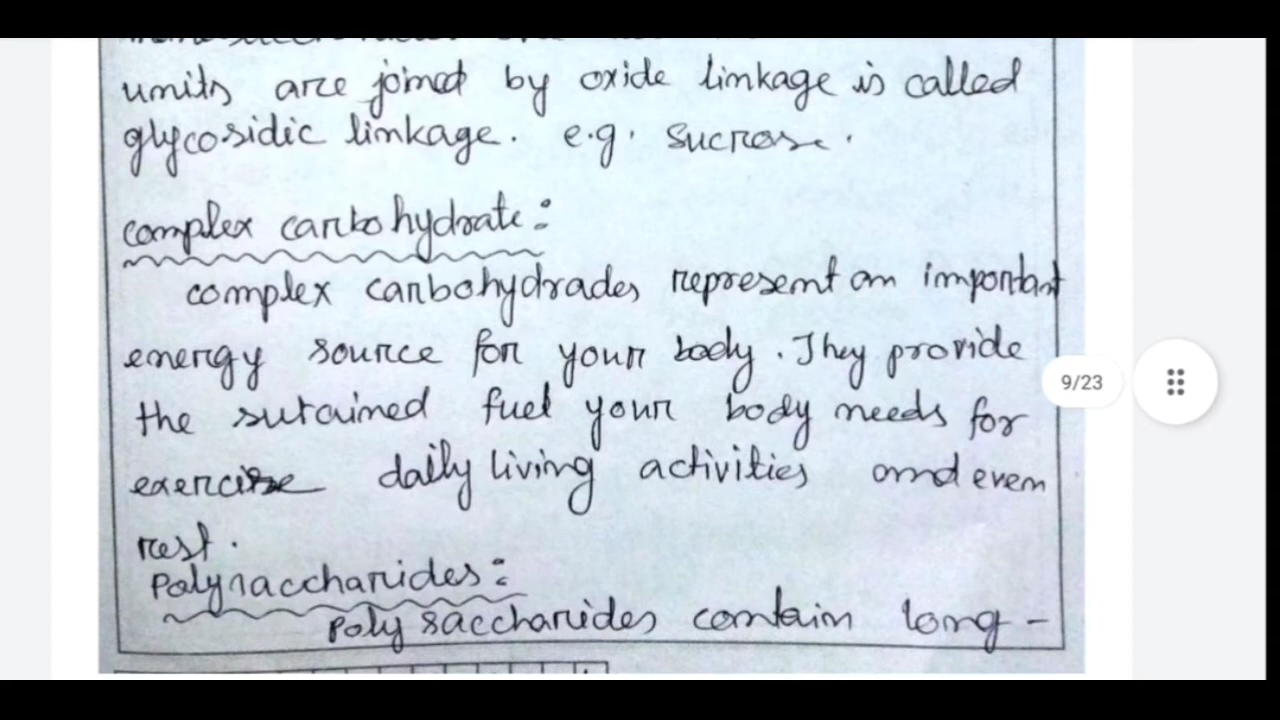 units are joined by oxide linkage is called
glycosidic linkage. e.g. sucrose.
complex carbohydrate:
complex carbohydrades represent an important
energy source for your body. They provide
the sutained fuel your body needs for
exercise daily living activities and even
rest.
9/23
Polysaccharides:
Poly saccharides contain long -